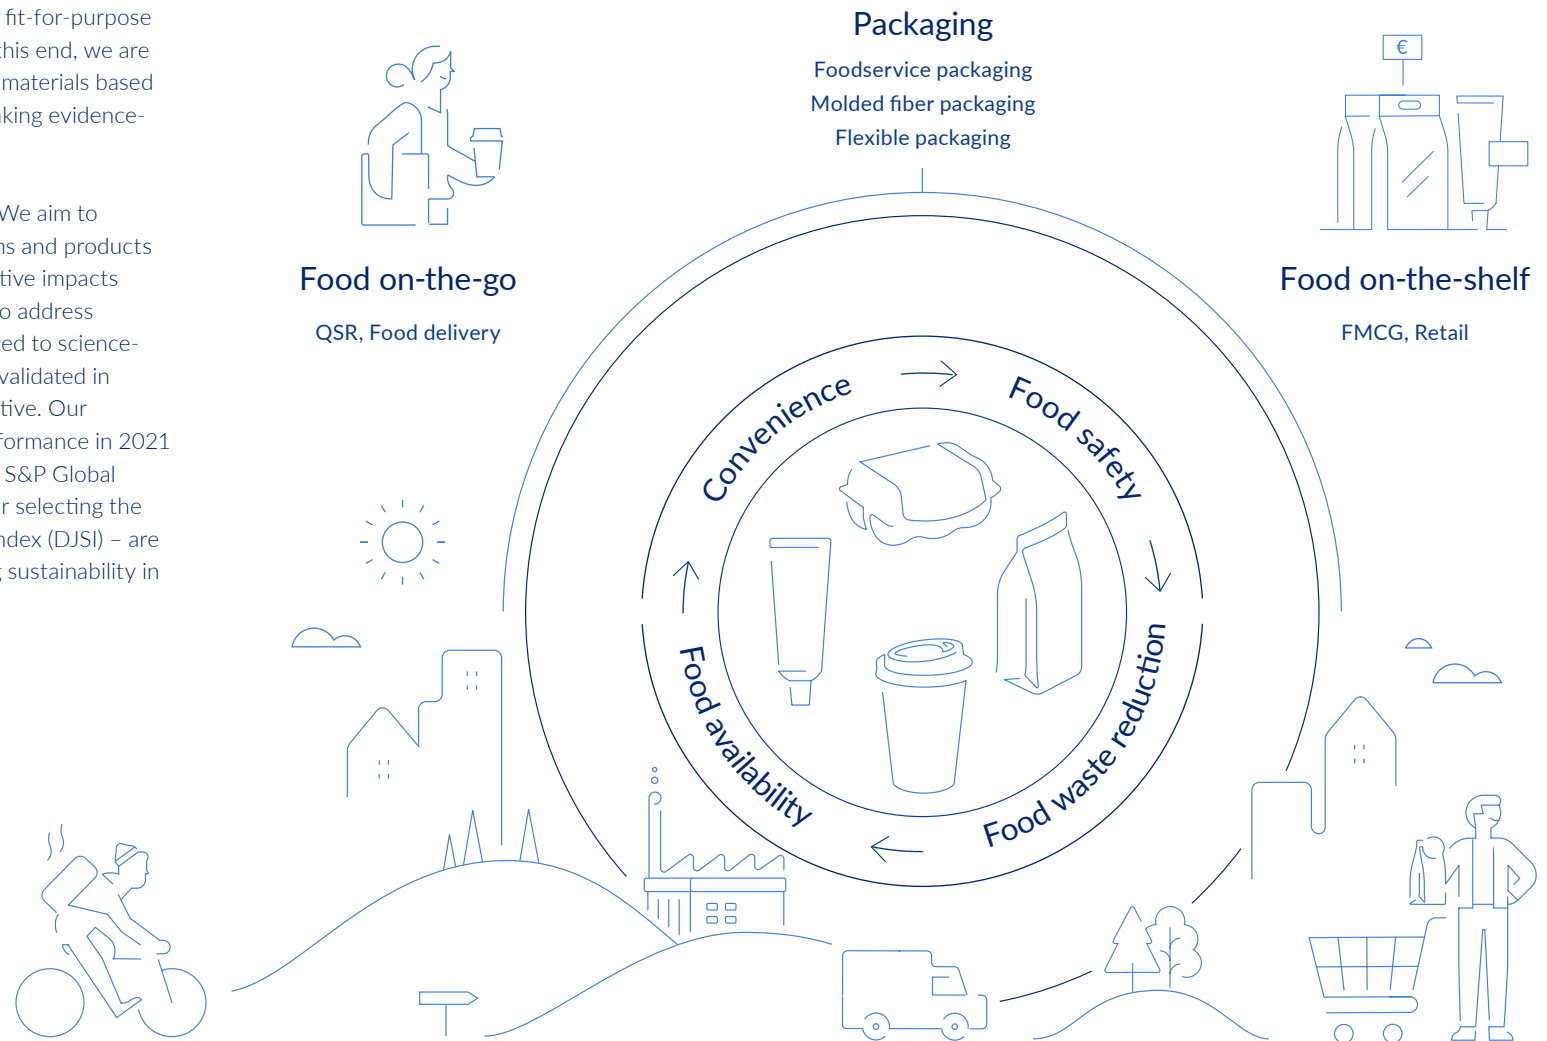 fit-for-purpose
this end, we are
materials based
king evidence-
We aim to
ns and products
tive impacts
o address
ted to science-
validated in
tive. Our
formance in 2021
S&P Global
r selecting the
ndex (DJSI) – are
g sustainability in
Packaging
Foodservice packaging
Molded fiber packaging
Flexible packaging
Food on-the-go
QSR, Food delivery
€
Food on-the-shelf
FMCG, Retail
Convenience
Food safety
Food waste reduction
Food availability